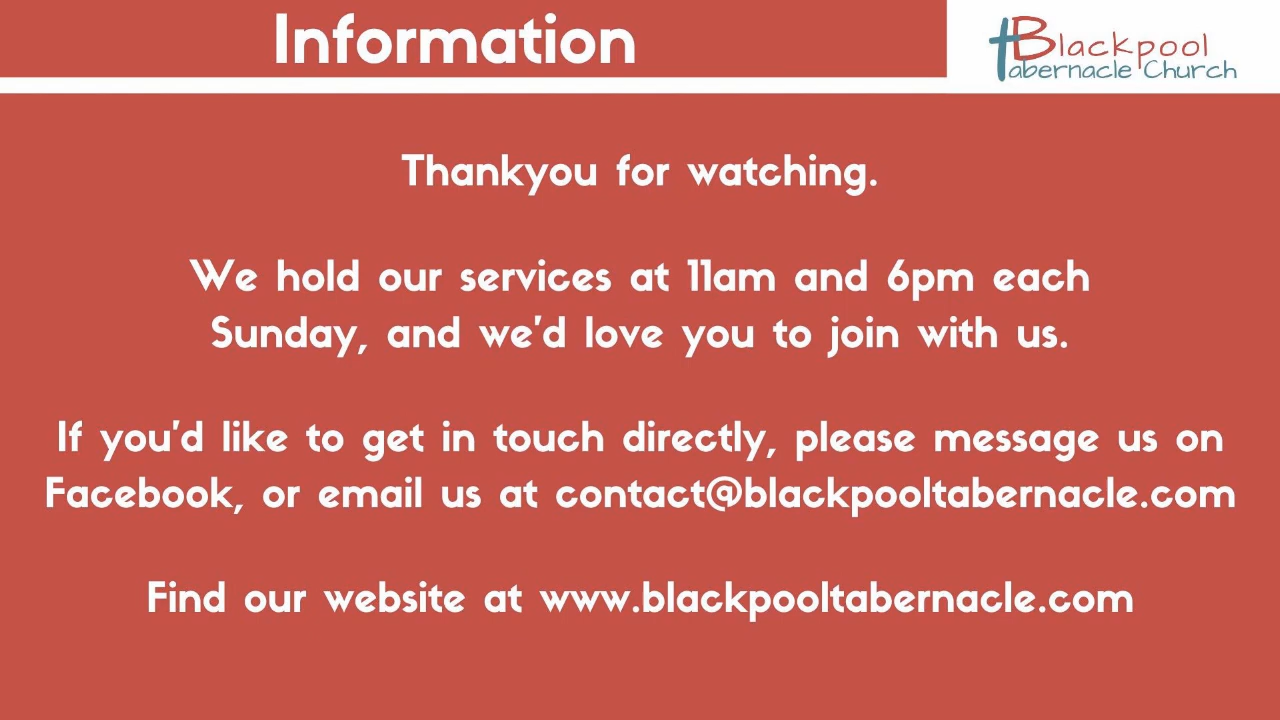 Information
Blackpool
Tabernacle Church
Thankyou for watching.
We hold our services at 11am and 6pm each
Sunday, and we'd love you to join with us.
If you'd like to get in touch directly, please message us on
Facebook, or email us at contact@blackpooltabernacle.com
Find our website at www.blackpooltabernacle.com